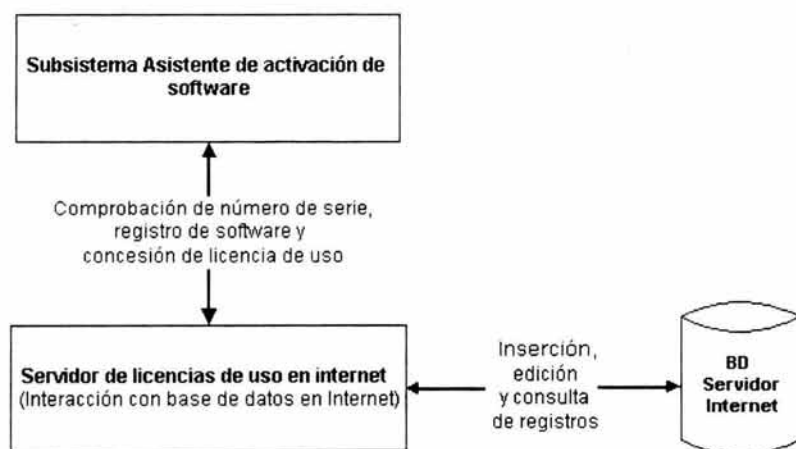 Subsistema Asistente de activación de
software
Comprobación de número de serie,
registro de software y
concesión de licencia de uso
Servidor de licencias de uso en internet
(Interacción con base de datos en Internet)
Inserción,
edición
y consulta
de registros
BD
Servidor
Internet